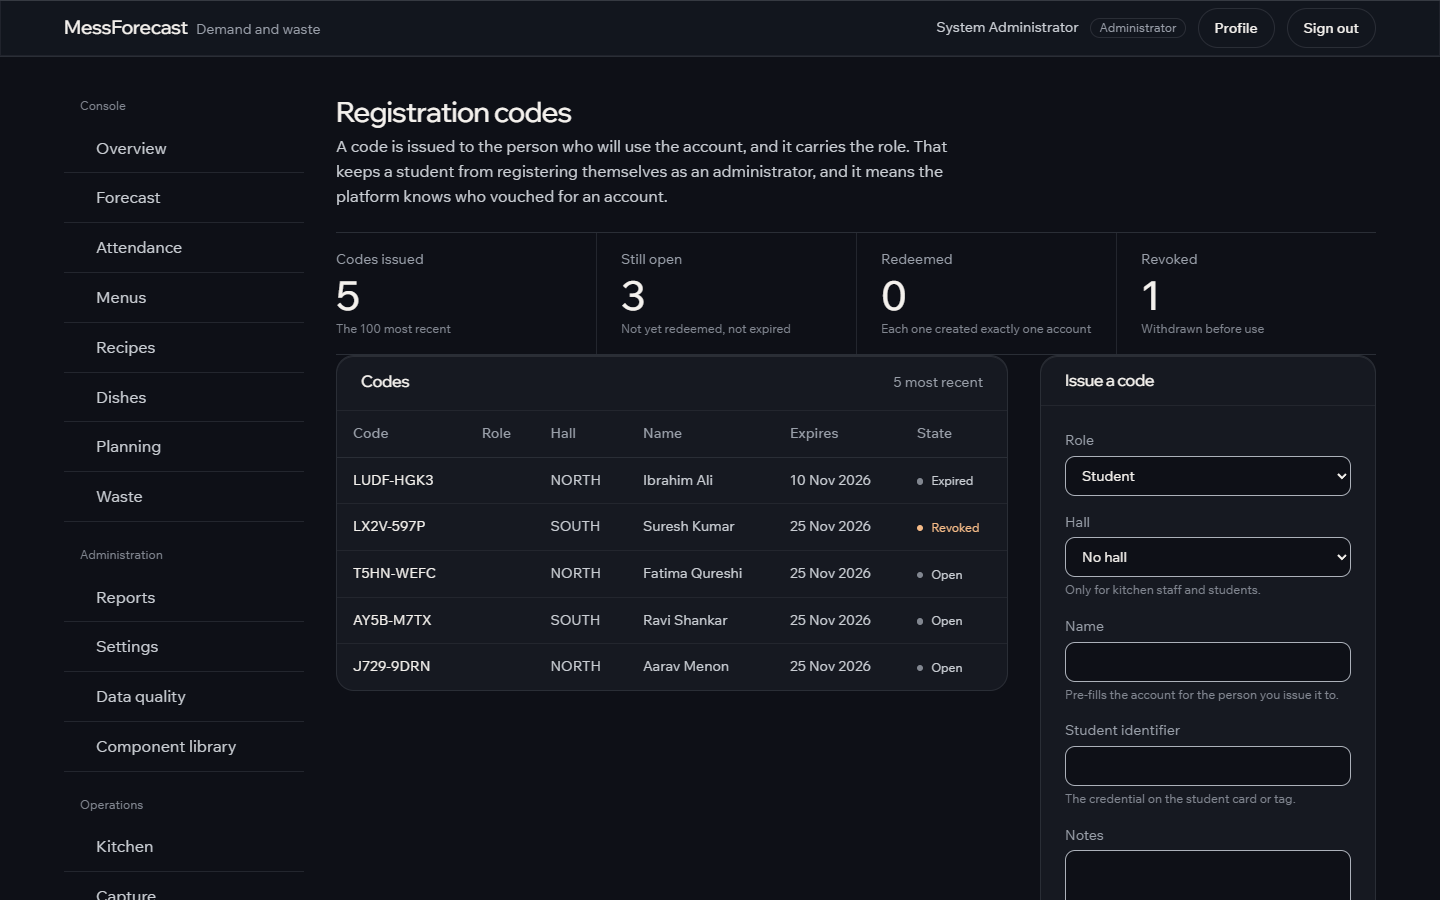 MessForecast Demand and waste
System Administrator Administrator Profile Sign out
Console
Overview
Forecast
Attendance
Menus
Recipes
Dishes
Planning
Waste
Administration
Reports
Settings
Data quality
Component library
Operations
Kitchen
Capture
Registration codes
A code is issued to the person who will use the account, and it carries the role. That
keeps a student from registering themselves as an administrator, and it means the
platform knows who vouched for an account.
Codes issued
5
The 100 most recent
Still open
3
Not yet redeemed, not expired
Redeemed
0
Each one created exactly one account
Revoked
1
Withdrawn before use
Codes 5 most recent
Code Role Hall Name Expires State
LUDF-HGK3 NORTH Ibrahim Ali 10 Nov 2026 Expired
LX2V-597P SOUTH Suresh Kumar 25 Nov 2026 Revoked
T5HN-WEFC NORTH Fatima Qureshi 25 Nov 2026 Open
AY5B-M7TX SOUTH Ravi Shankar 25 Nov 2026 Open
J729-9DRN NORTH Aarav Menon 25 Nov 2026 Open
Issue a code
Role
Student
Hall
No hall
Only for kitchen staff and students.
Name
Pre-fills the account for the person you issue it to.
Student identifier
The credential on the student card or tag.
Notes